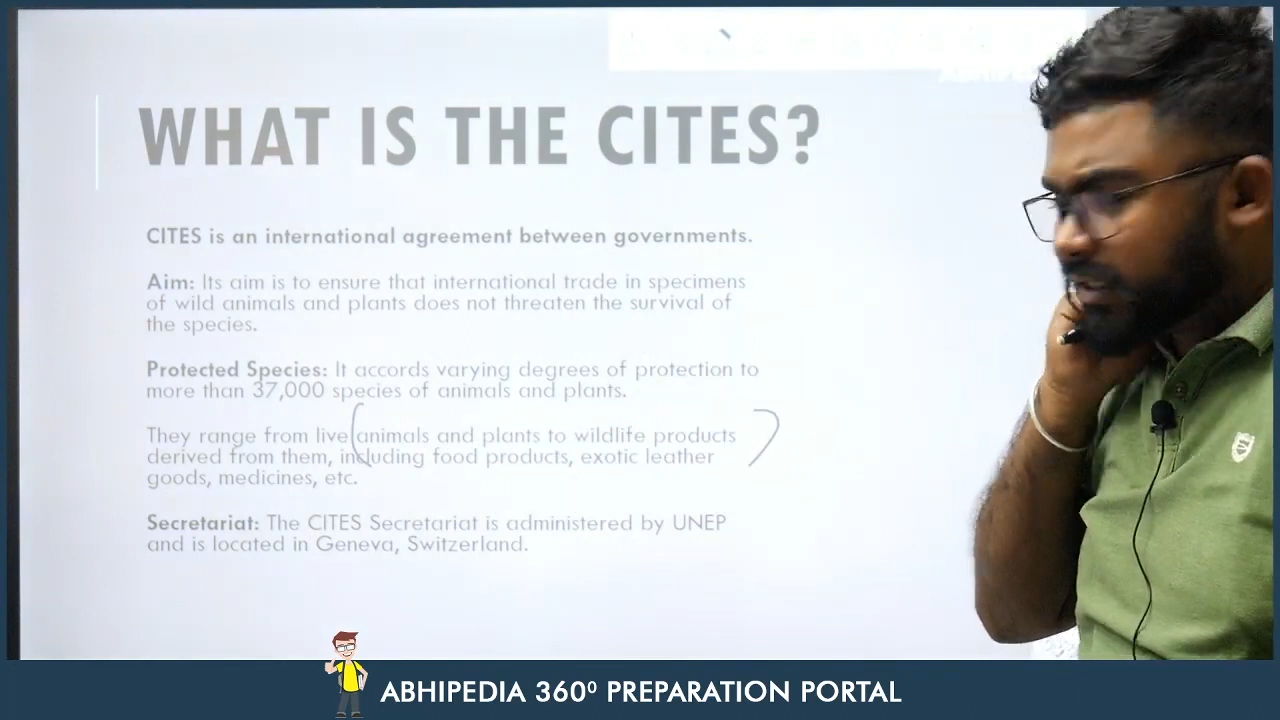 WHAT IS THE CITES?
CITES is an international agreement between governments.
Aim: Its aim is to ensure that international trade in specimens
of wild animals and plants does not threaten the survival of
the species.
Protected Species: It accords varying degrees of protection to
more than 37,000 species of animals and plants.
They range from live animals and plants to wildlife products
derived from them, including food products, exotic leather
goods, medicines, etc.
Secretariat: The CITES Secretariat is administered by UNEP
and is located in Geneva, Switzerland.
ABHIPEDIA 360⁰ PREPARATION PORTAL